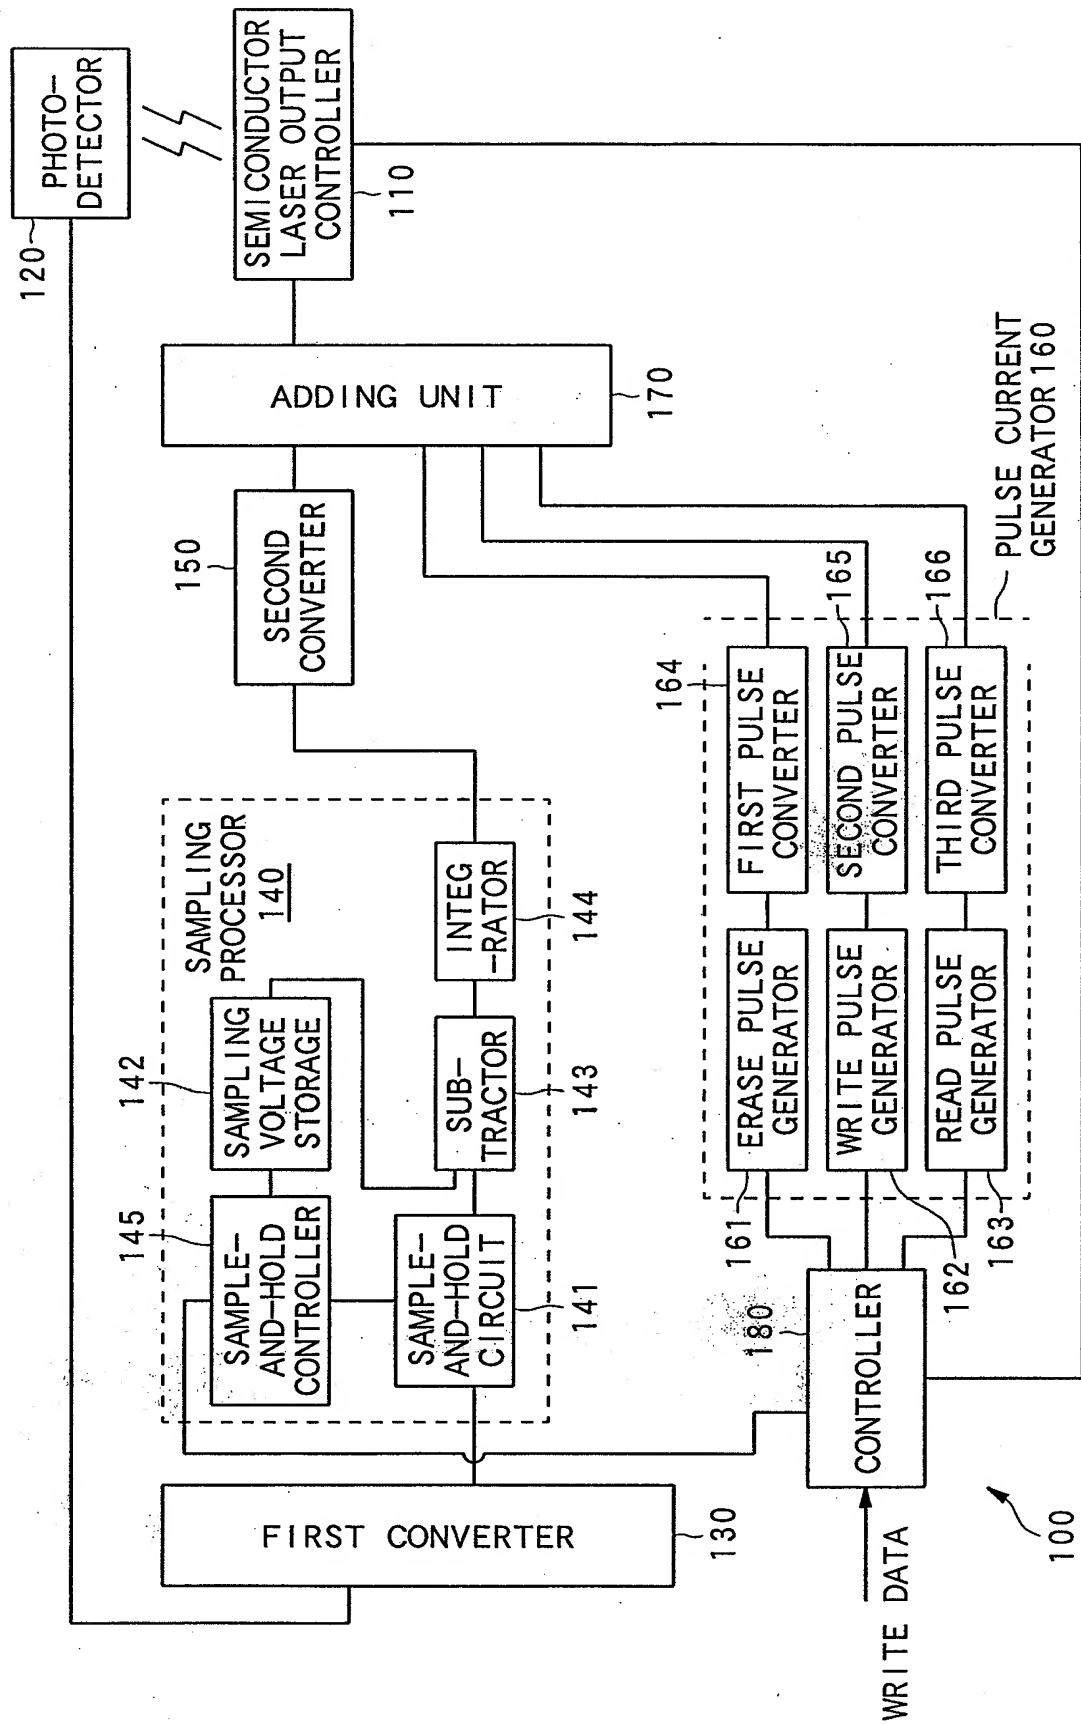 PHOTO-
DETECTOR
120
SEMICONDUCTOR
LASER OUTPUT
CONTROLLER
110
ADDING UNIT
170
SECOND
CONVERTER
150
SAMPLING
PROCESSOR
140
INTEG
-RATOR
144
SAMPLING
VOLTAGE
STORAGE
142
SUB-
TRACTOR
143
SAMPLE-
AND-HOLD
CONTROLLER
145
SAMPLE-
AND-HOLD
CIRCUIT
141
FIRST CONVERTER
130
PULSE CURRENT
GENERATOR 160
FIRST PULSE
CONVERTER
164
SECOND PULSE
CONVERTER
165
THIRD PULSE
CONVERTER
166
ERASE PULSE
GENERATOR
161
WRITE PULSE
GENERATOR
162
READ PULSE
GENERATOR
163
CONTROLLER
180
WRITE DATA
100